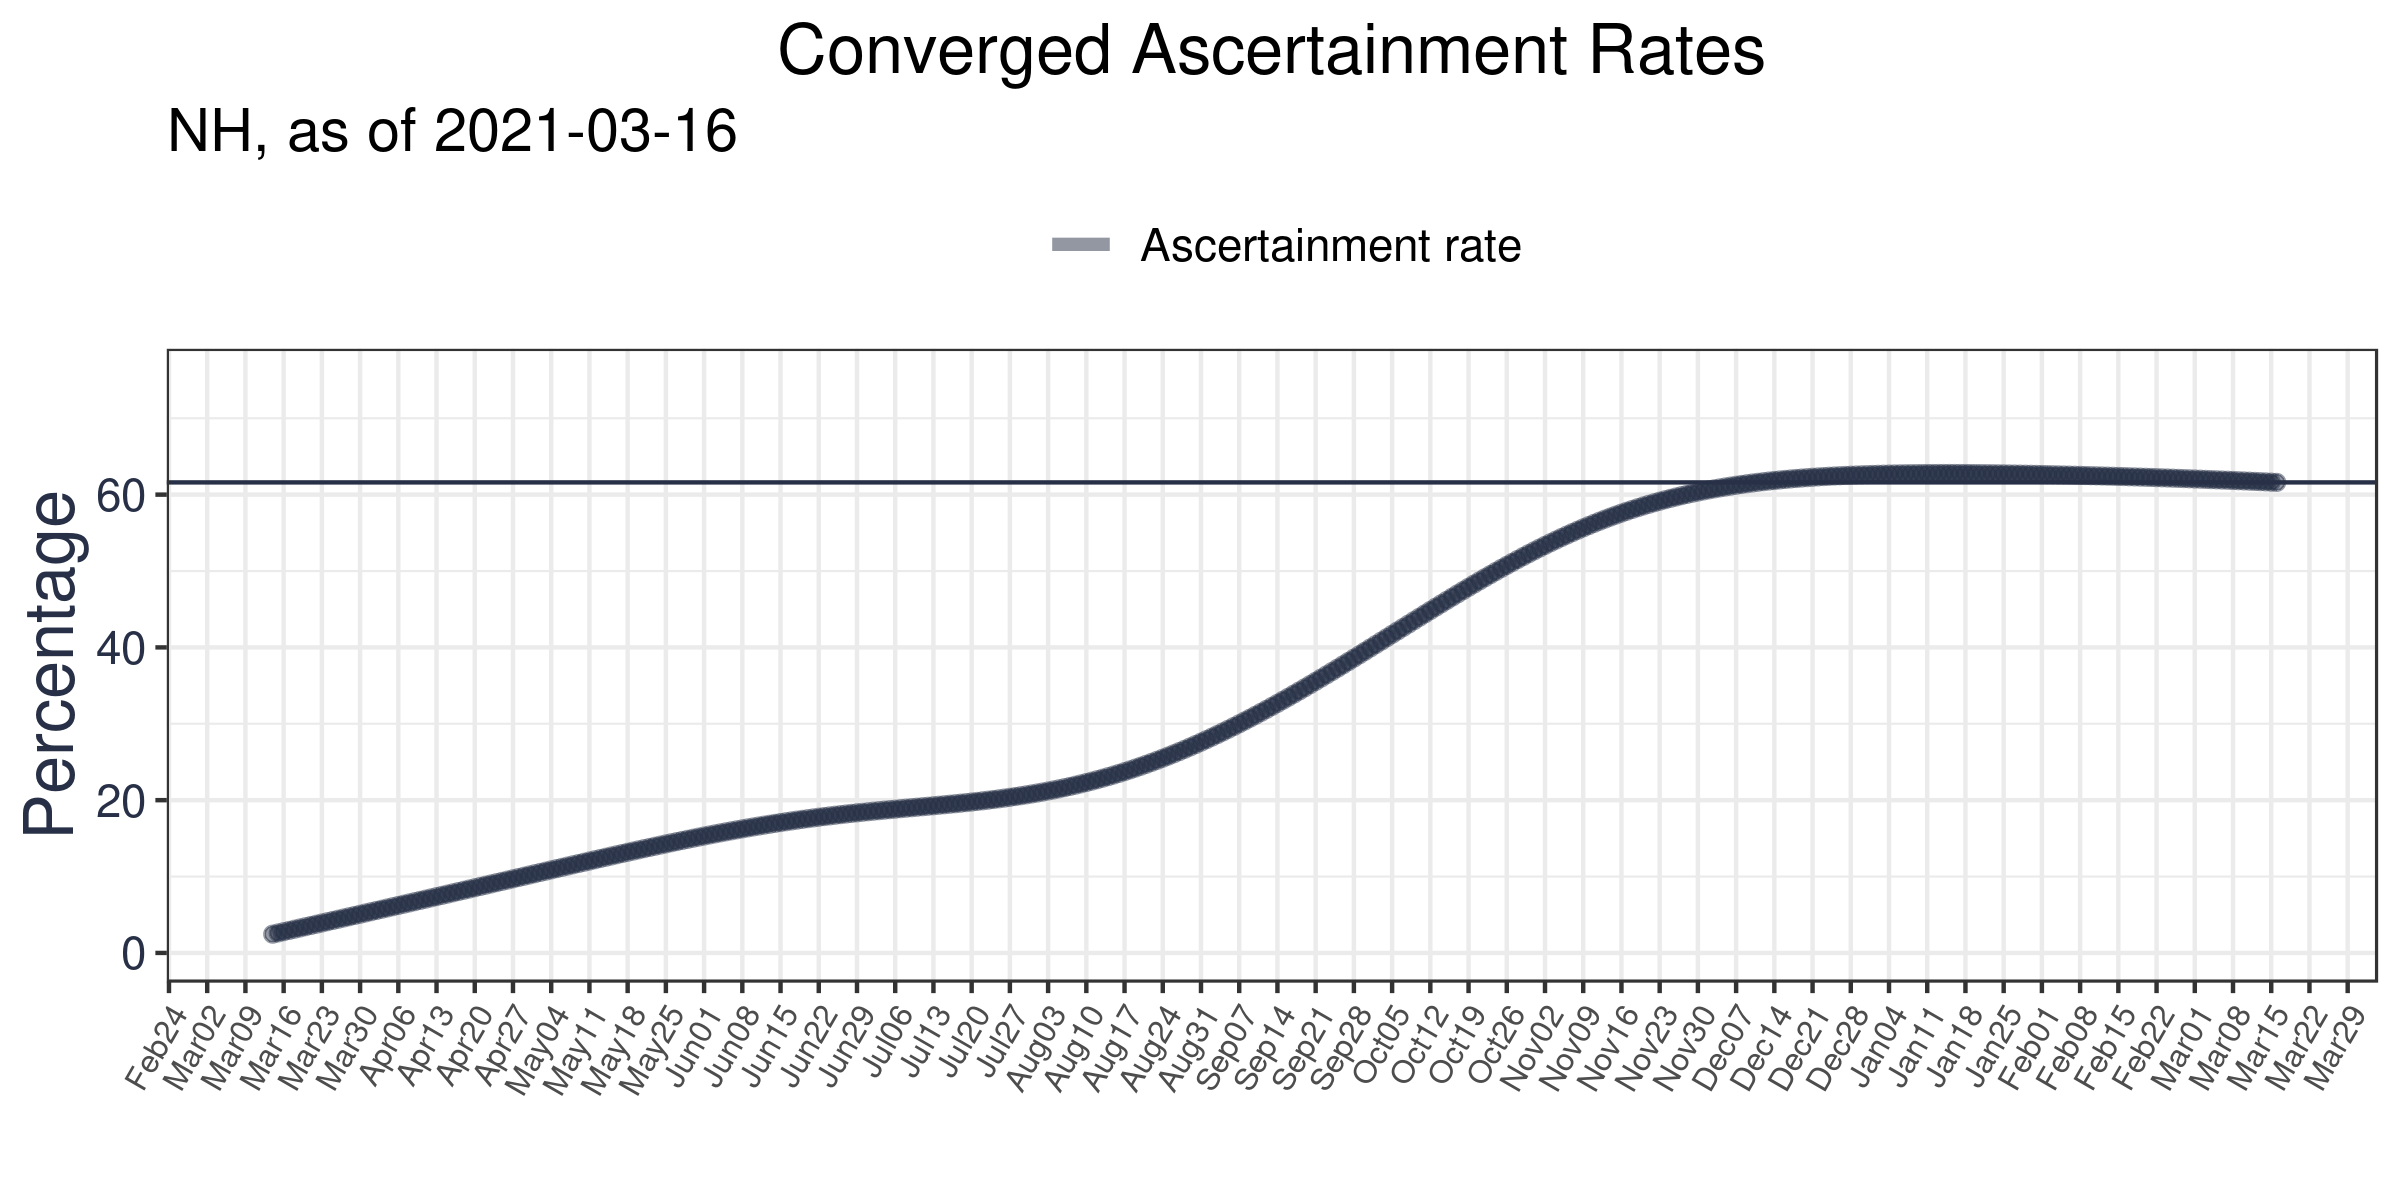 Converged Ascertainment Rates
NH, as of 2021-03-16
Ascertainment rate
Percentage
60
40
20
0
Feb24 Mar02 Mar09 Mar16 Mar23 Mar30 Apr06 Apr13 Apr20 Apr27 May04 May11 May18 May25 Jun01 Jun08 Jun15 Jun22 Jun29 Jul06 Jul13 Jul20 Jul27 Aug03 Aug10 Aug17 Aug24 Aug31 Sep07 Sep14 Sep21 Sep28 Oct05 Oct12 Oct19 Oct26 Nov02 Nov09 Nov16 Nov23 Nov30 Dec07 Dec14 Dec21 Dec28 Jan04 Jan11 Jan18 Jan25 Feb01 Feb08 Feb15 Feb22 Mar01 Mar08 Mar15 Mar22 Mar29